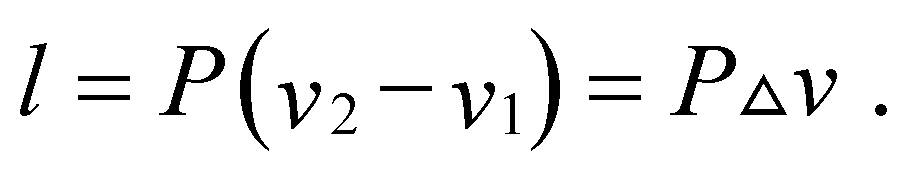 l = P(v₂ − v₁) = P△v .